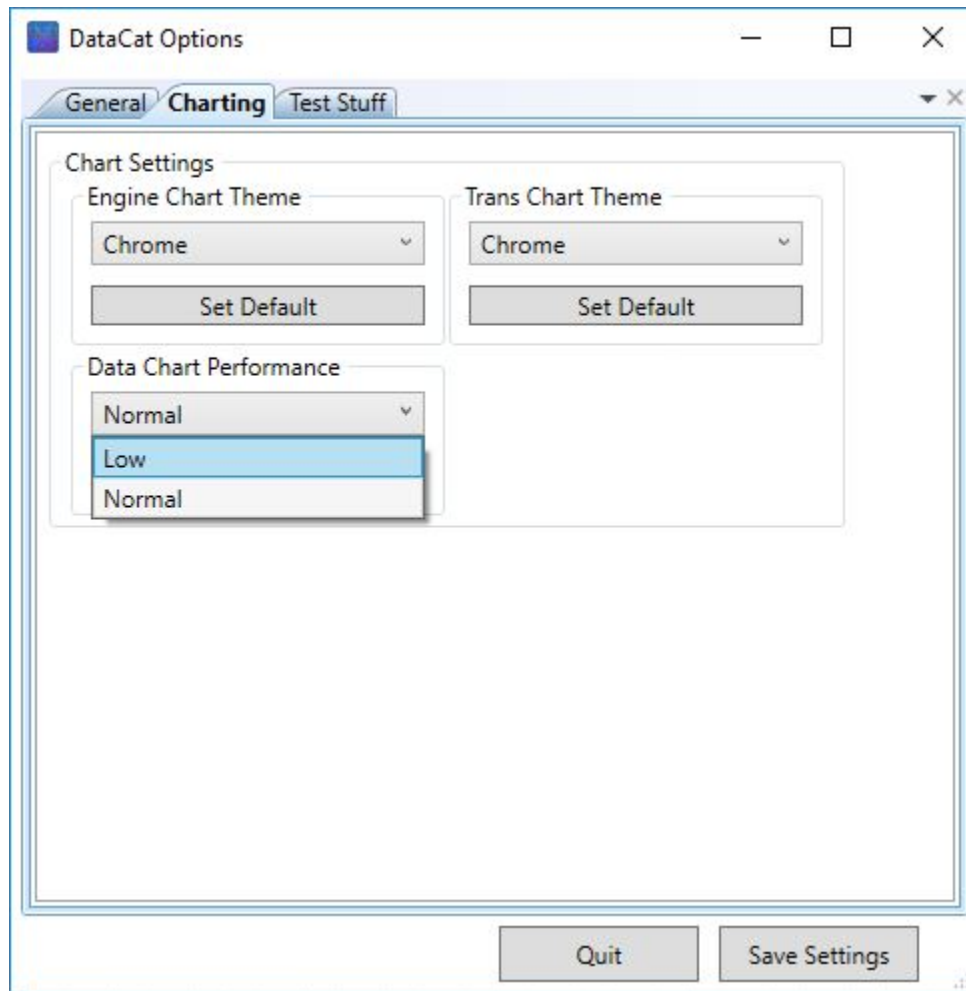 DataCat Options
General Charting Test Stuff
Chart Settings
Engine Chart Theme
Chrome
Set Default
Trans Chart Theme
Chrome
Set Default
Data Chart Performance
Normal
Low
Normal
Quit Save Settings